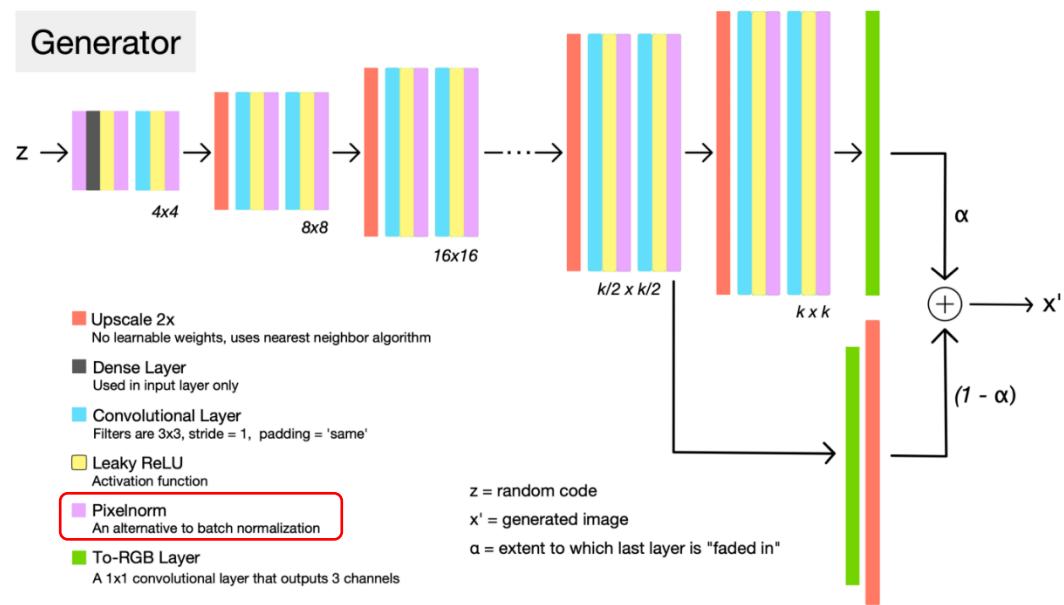 Generator
z
4x4
8x8
16x16
k/2 x k/2
k x k
α
+
x'
(1 - α)
Upscale 2x
No learnable weights, uses nearest neighbor algorithm
Dense Layer
Used in input layer only
Convolutional Layer
Filters are 3x3, stride = 1, padding = 'same'
Leaky ReLU
Activation function
Pixelnorm
An alternative to batch normalization
To-RGB Layer
A 1x1 convolutional layer that outputs 3 channels
z = random code
x' = generated image
α = extent to which last layer is "faded in"